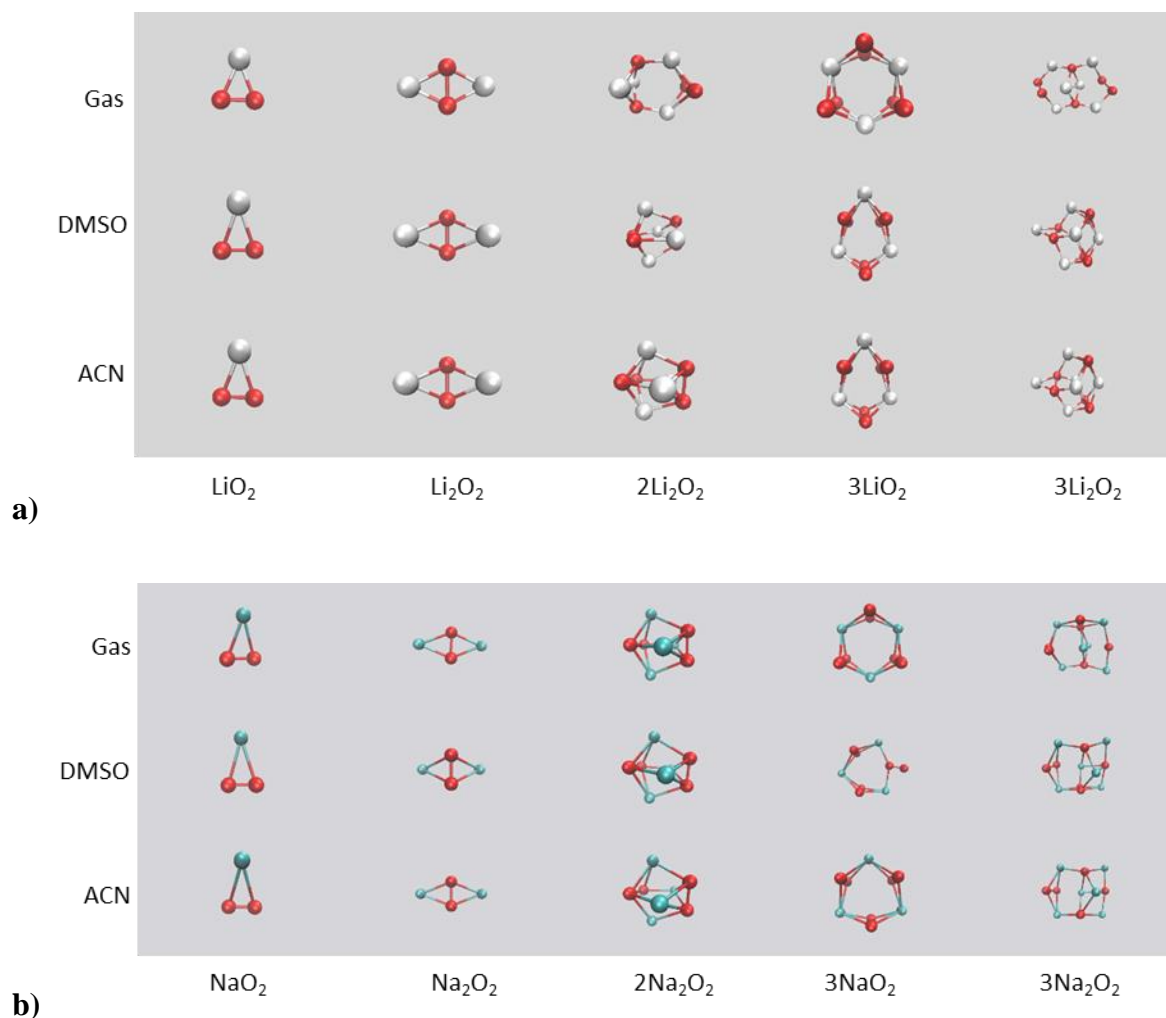 Gas
DMSO
ACN
LiO₂ Li₂O₂ 2Li₂O₂ 3LiO₂ 3Li₂O₂
a)
Gas
DMSO
ACN
NaO₂ Na₂O₂ 2Na₂O₂ 3NaO₂ 3Na₂O₂
b)